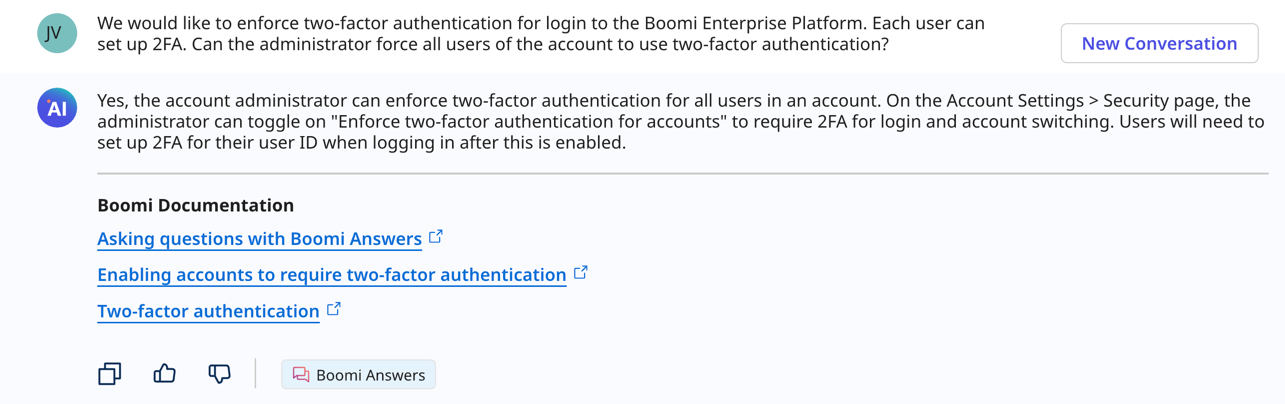 JV
We would like to enforce two-factor authentication for login to the Boomi Enterprise Platform. Each user can
set up 2FA. Can the administrator force all users of the account to use two-factor authentication?
New Conversation
AI
Yes, the account administrator can enforce two-factor authentication for all users in an account. On the Account Settings > Security page, the
administrator can toggle on "Enforce two-factor authentication for accounts" to require 2FA for login and account switching. Users will need to
set up 2FA for their user ID when logging in after this is enabled.
Boomi Documentation
Asking questions with Boomi Answers
Enabling accounts to require two-factor authentication
Two-factor authentication
Boomi Answers